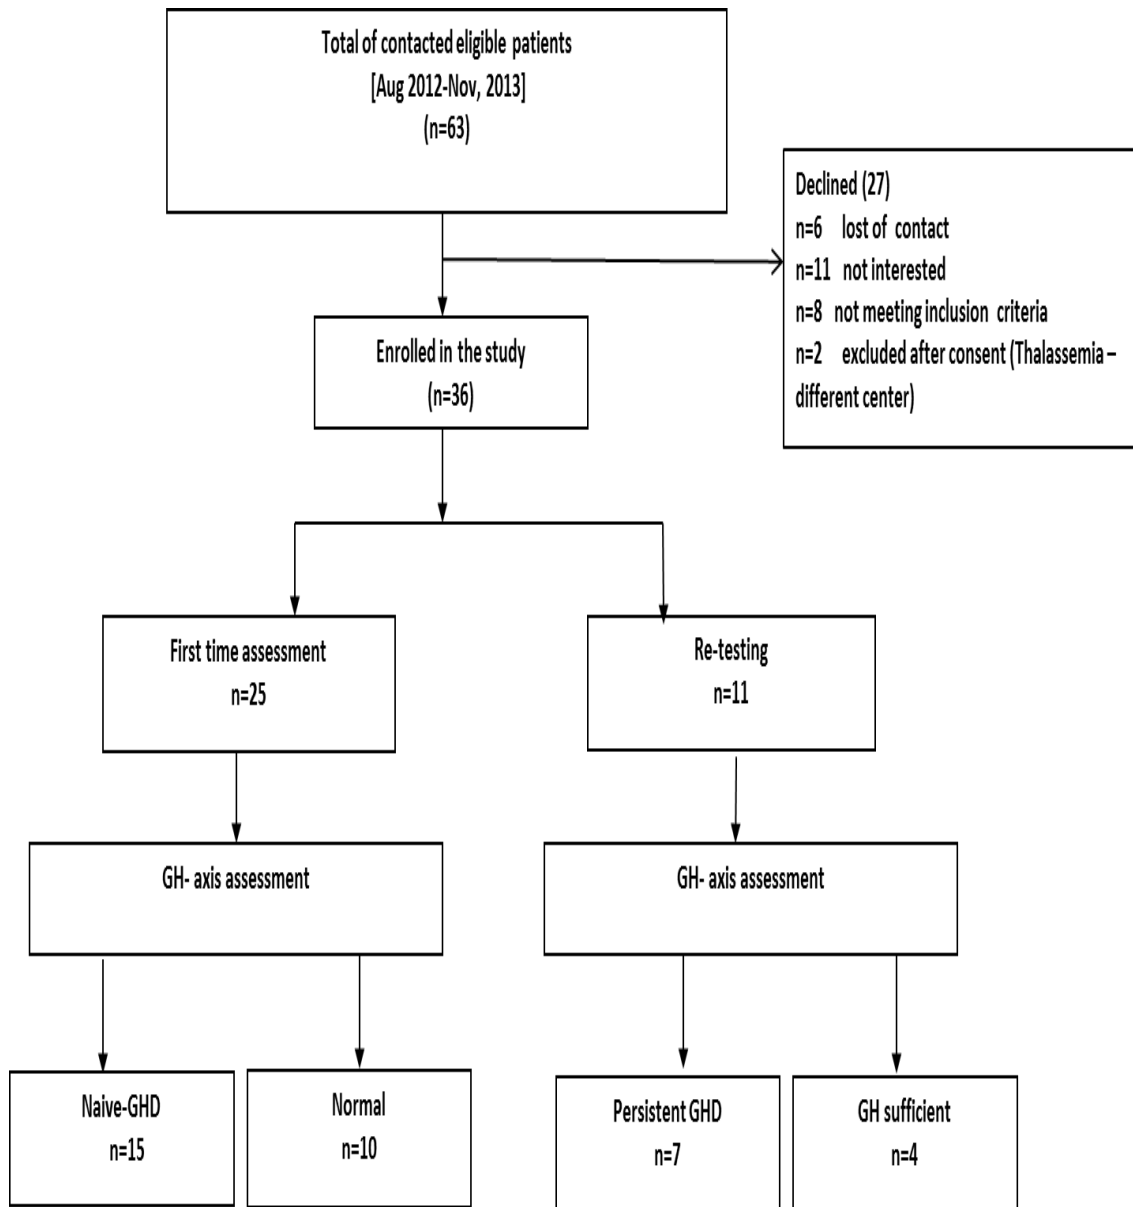 Total of contacted eligible patients
[Aug 2012-Nov, 2013]
(n=63)
Declined (27)
n=6 lost of contact
n=11 not interested
n=8 not meeting inclusion criteria
n=2 excluded after consent (Thalassemia –
different center)
Enrolled in the study
(n=36)
First time assessment
n=25
Re-testing
n=11
GH- axis assessment
GH- axis assessment
Naive-GHD
n=15
Normal
n=10
Persistent GHD
n=7
GH sufficient
n=4